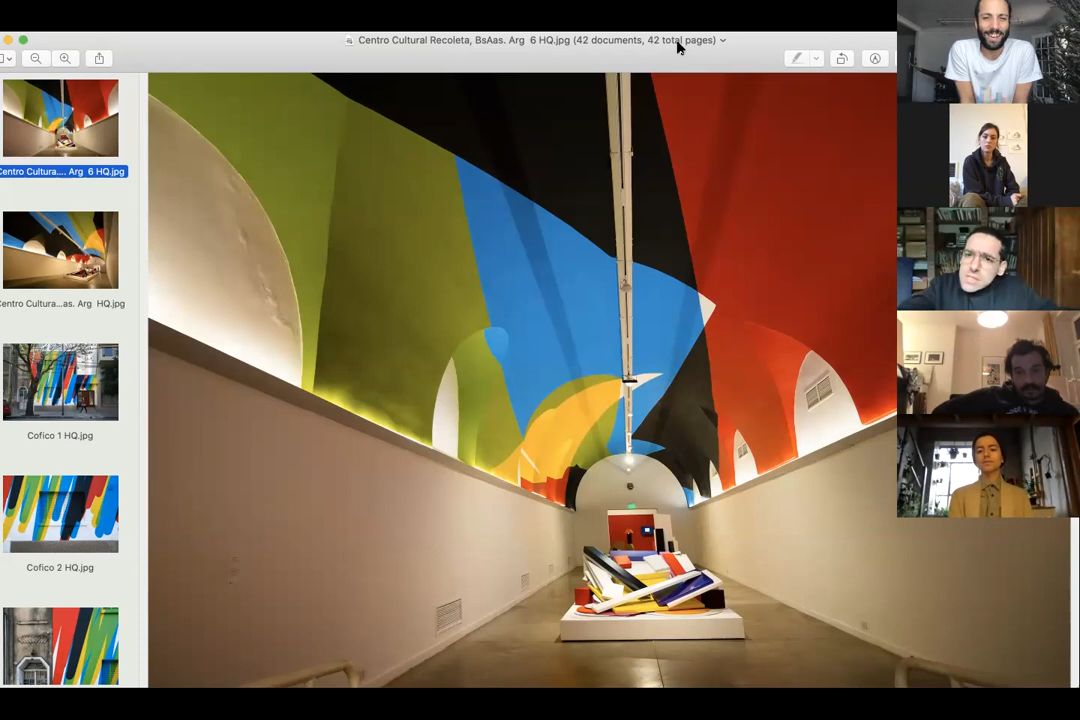 Centro Cultural Recoleta, BsAas. Arg 6 HQ.jpg (42 documents, 42 total pages)
Centro Cultura.... Arg 6 HQ.jpg
Centro Cultura...as. Arg HQ.jpg
Cofico 1 HQ.jpg
Cofico 2 HQ.jpg